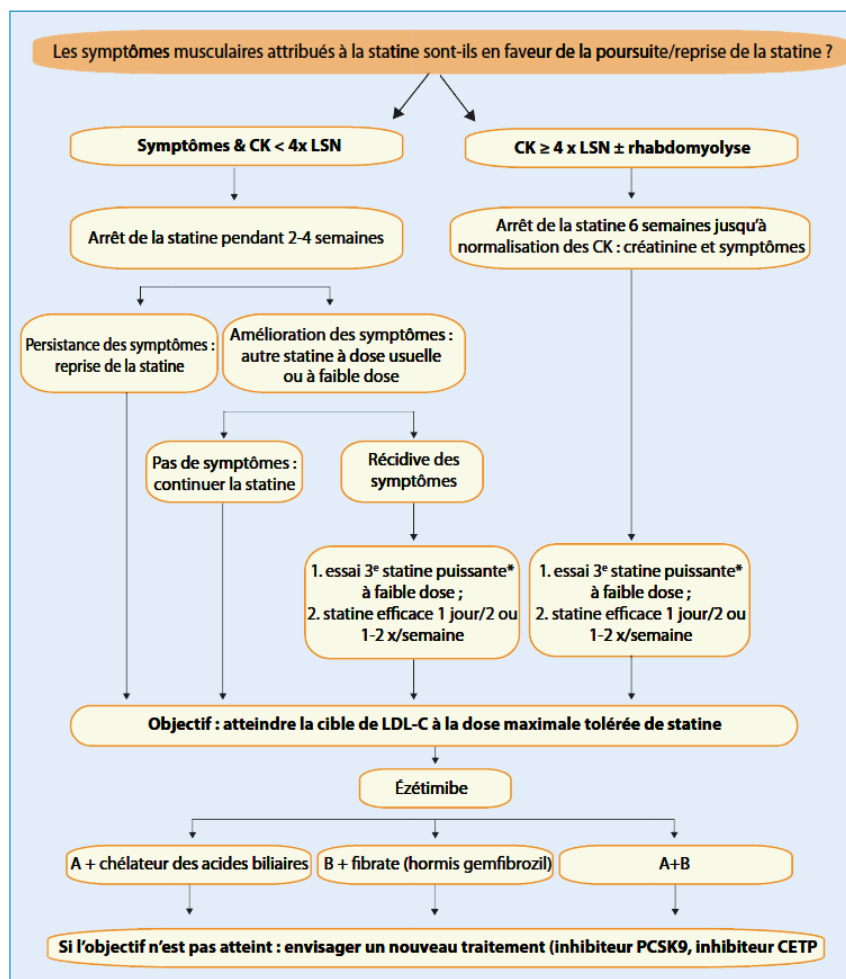 Les symptômes musculaires attribués à la statine sont-ils en faveur de la poursuite/reprise de la statine ?
Symptômes & CK < 4x LSN
CK ≥ 4 x LSN ± rhabdomyolyse
Arrêt de la statine pendant 2-4 semaines
Arrêt de la statine 6 semaines jusqu'à
normalisation des CK : créatinine et symptômes
Persistance des symptômes :
reprise de la statine
Amélioration des symptômes :
autre statine à dose usuelle
ou à faible dose
Pas de symptômes :
continuer la statine
Récidive des
symptômes
1. essai 3e statine puissante*
à faible dose ;
2. statine efficace 1 jour/2 ou
1-2 x/semaine
1. essai 3e statine puissante*
à faible dose ;
2. statine efficace 1 jour/2 ou
1-2 x/semaine
Objectif : atteindre la cible de LDL-C à la dose maximale tolérée de statine
Ézétimibe
A + chélateur des acides biliaires
B + fibrate (hormis gemfibrozil)
A+B
Si l'objectif n'est pas atteint : envisager un nouveau traitement (inhibiteur PCSK9, inhibiteur CETP